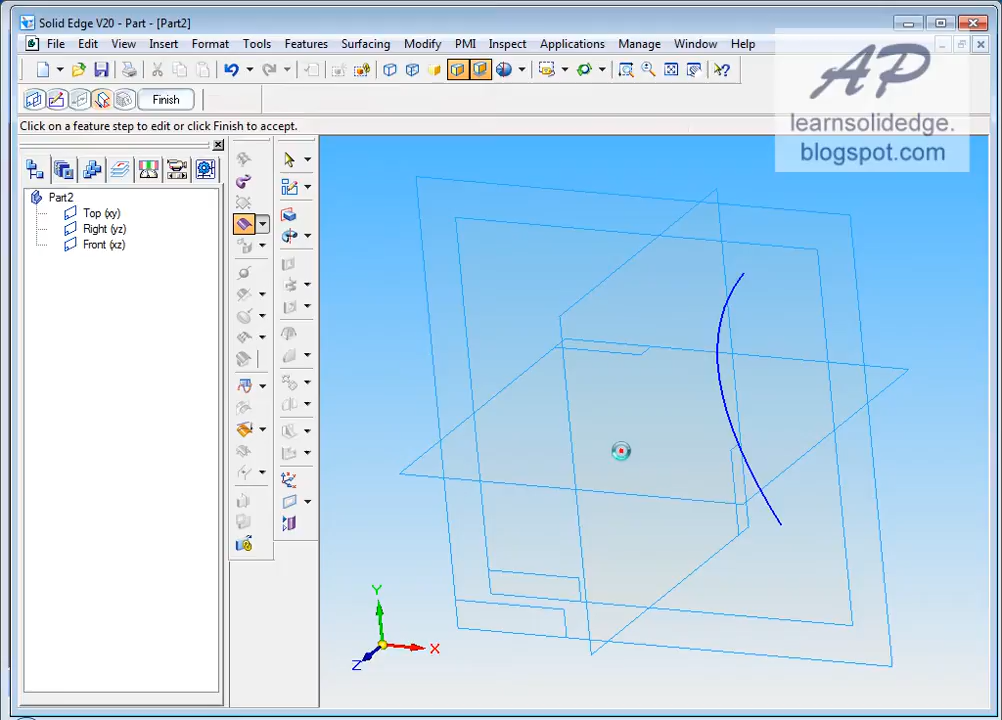 Solid Edge V20 - Part - [Part2]
File Edit View Insert Format Tools Features Surfacing Modify PMI Inspect Applications Manage Window Help
AP
learnsolidedge.
blogspot.com
Finish
Click on a feature step to edit or click Finish to accept.
Part2
Top (xy)
Right (yz)
Front (xz)
Y
X
Z